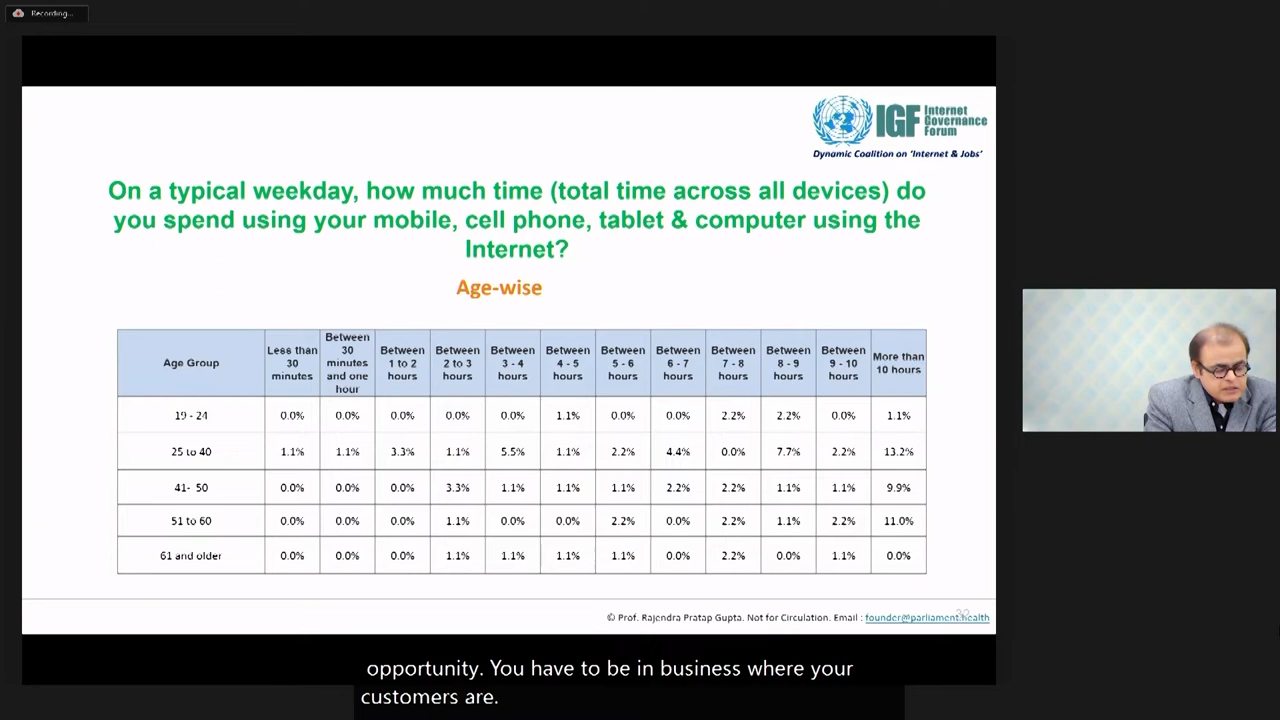 Recording...
IGF Internet
Governance
Forum
Dynamic Coalition on 'Internet & Jobs'
On a typical weekday, how much time (total time across all devices) do
you spend using your mobile, cell phone, tablet & computer using the
Internet?
Age-wise
Age Group Less than 30 minutes Between 30 minutes and one hour Between 1 to 2 hours Between 2 to 3 hours Between 3 - 4 hours Between 4 - 5 hours Between 5 - 6 hours Between 6 - 7 hours Between 7 - 8 hours Between 8 - 9 hours Between 9 - 10 hours More than 10 hours
19 - 24 0.0% 0.0% 0.0% 0.0% 0.0% 1.1% 0.0% 0.0% 2.2% 2.2% 0.0% 1.1%
25 to 40 1.1% 1.1% 3.3% 1.1% 5.5% 1.1% 2.2% 4.4% 0.0% 7.7% 2.2% 13.2%
41- 50 0.0% 0.0% 0.0% 3.3% 1.1% 1.1% 1.1% 2.2% 2.2% 1.1% 1.1% 9.9%
51 to 60 0.0% 0.0% 0.0% 1.1% 0.0% 0.0% 2.2% 0.0% 2.2% 1.1% 2.2% 11.0%
61 and older 0.0% 0.0% 0.0% 1.1% 1.1% 1.1% 1.1% 0.0% 2.2% 0.0% 1.1% 0.0%
32
© Prof. Rajendra Pratap Gupta. Not for Circulation. Email : founder@parliament.health
opportunity. You have to be in business where your
customers are.